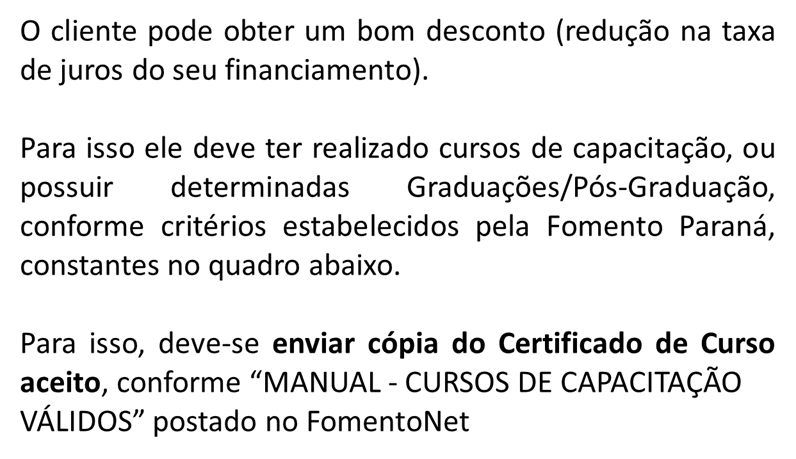 O cliente pode obter um bom desconto (redução na taxa
de juros do seu financiamento).
Para isso ele deve ter realizado cursos de capacitação, ou
possuir determinadas Graduações/Pós-Graduação,
conforme critérios estabelecidos pela Fomento Paraná,
constantes no quadro abaixo.
Para isso, deve-se enviar cópia do Certificado de Curso
aceito, conforme “MANUAL - CURSOS DE CAPACITAÇÃO
VÁLIDOS” postado no FomentoNet